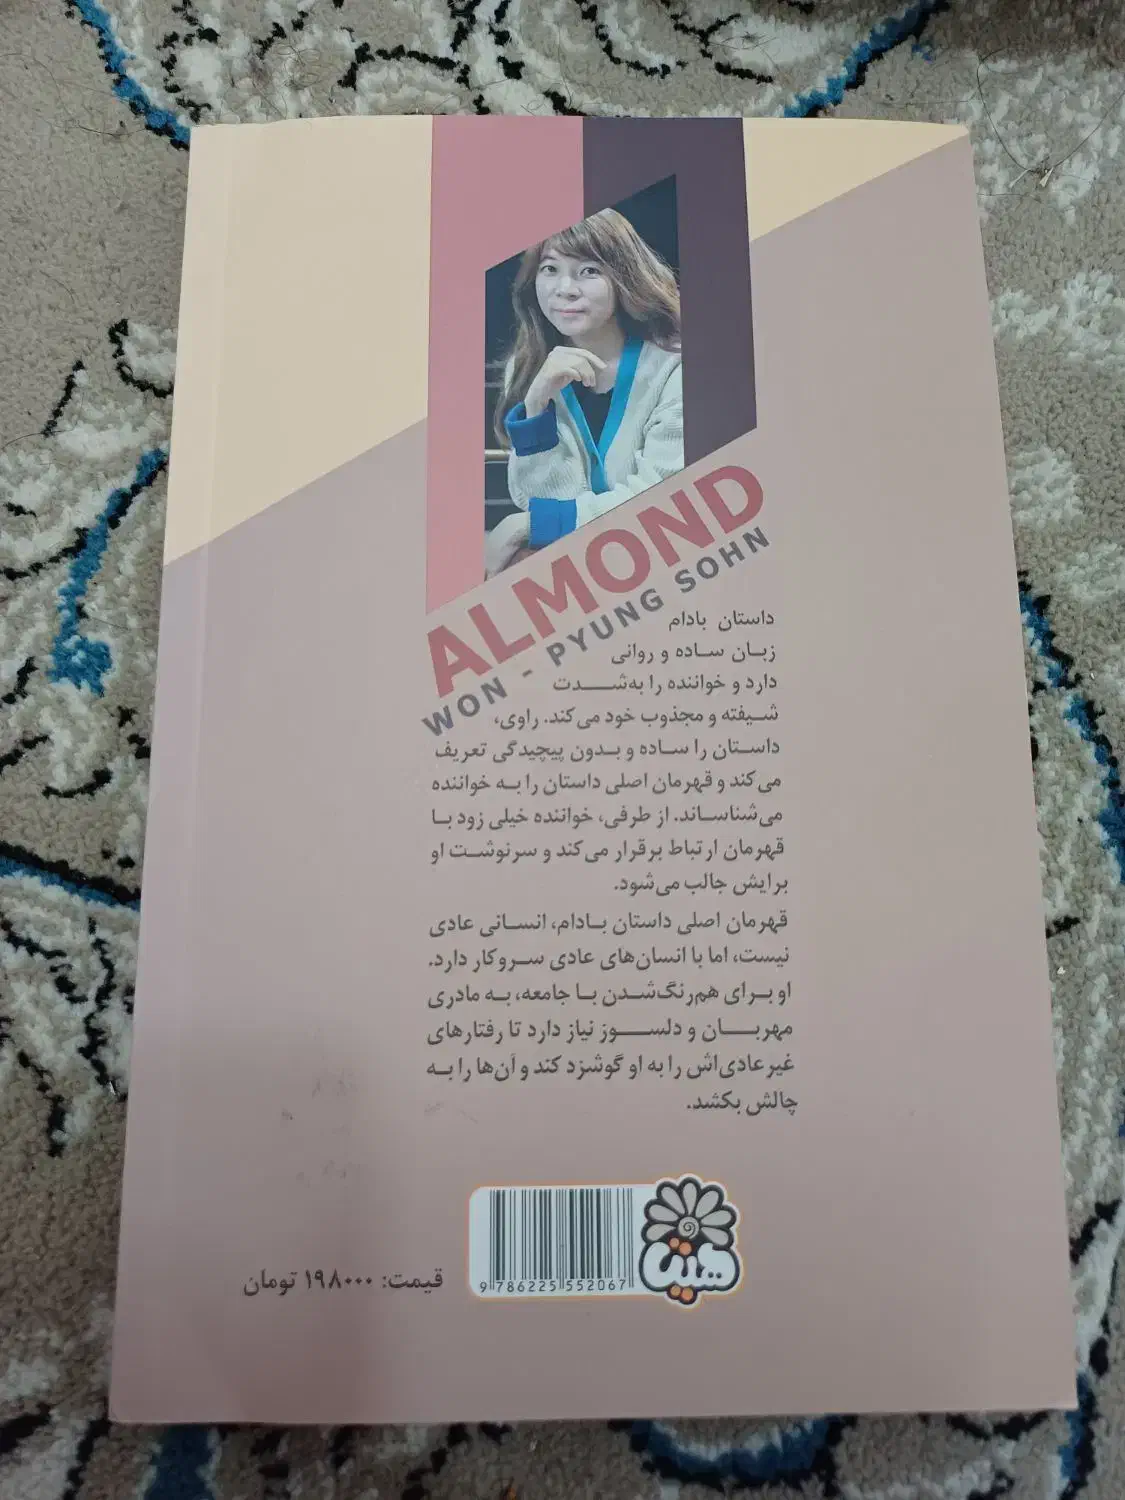 ALMOND
WON - PYUNG SOHN
داستان بادام
زبان ساده و روانی
دارد و خواننده را به‌شدت
شیفته و مجذوب خود می‌کند. راوی،
داستان را ساده و بدون پیچیدگی تعریف
می‌کند و قهرمان اصلی داستان را به خواننده
می‌شناساند. از طرفی، خواننده خیلی زود با
قهرمان ارتباط برقرار می‌کند و سرنوشت او
برایش جالب می‌شود.
قهرمان اصلی داستان بادام، انسانی عادی
نیست، اما با انسان‌های عادی سروکار دارد.
او برای هم‌رنگ‌شدن با جامعه، به مادری
مهربان و دلسوز نیاز دارد تا رفتارهای
غیرعادی‌اش را به او گوشزد کند و آن‌ها را به
چالش بکشد.
9 786225 552067
قیمت: ۱۹۸۰۰۰ تومان